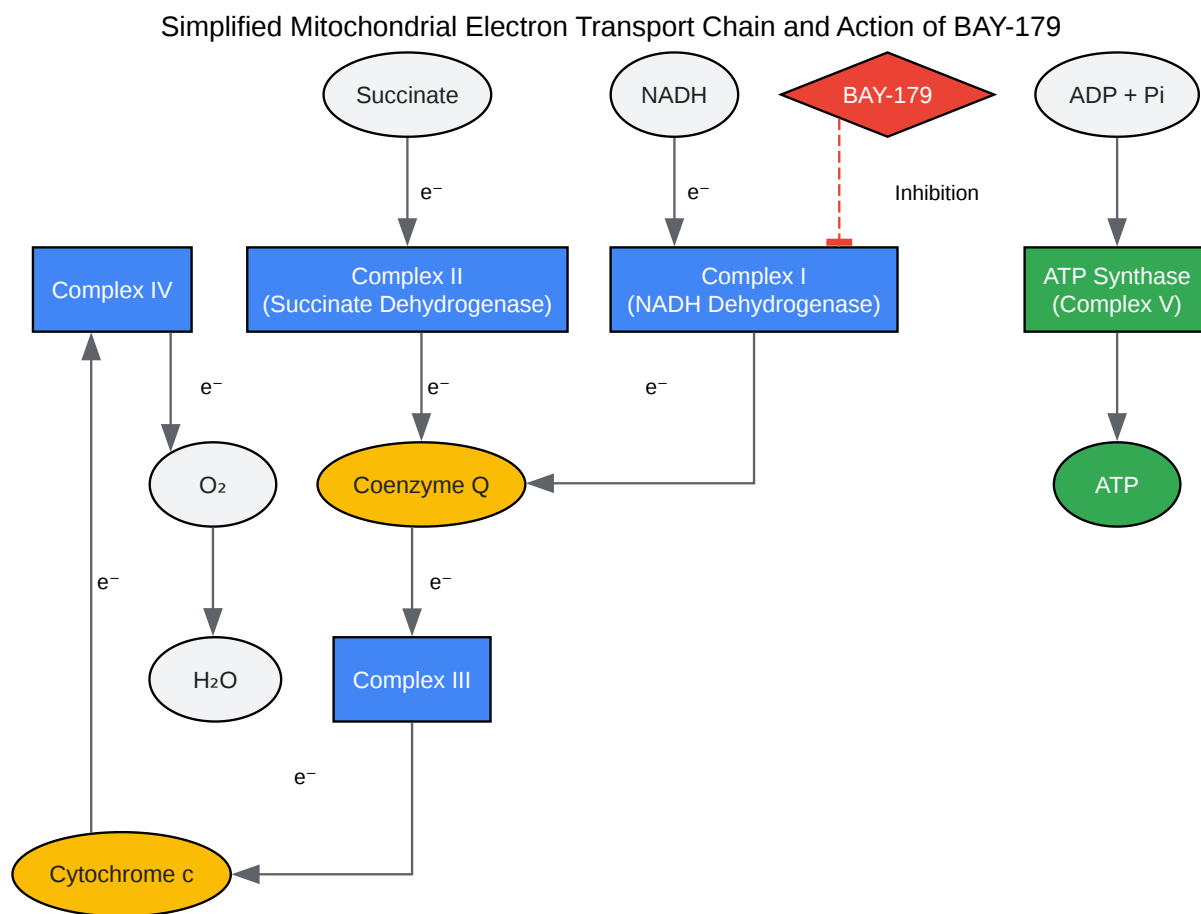 Simplified Mitochondrial Electron Transport Chain and Action of BAY-179
Succinate
NADH
BAY-179
ADP + Pi
e⁻
e⁻
Inhibition
Complex IV
Complex II
(Succinate Dehydrogenase)
Complex I
(NADH Dehydrogenase)
ATP Synthase
(Complex V)
e⁻
e⁻
e⁻
O₂
Coenzyme Q
ATP
e⁻
e⁻
H₂O
Complex III
e⁻
Cytochrome c